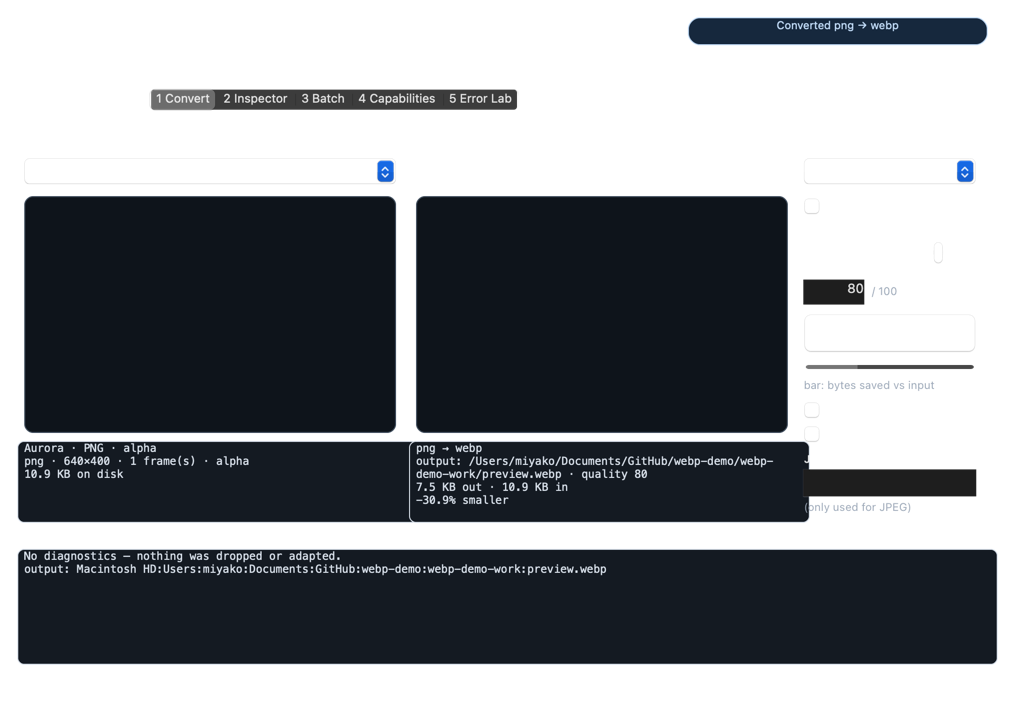 Converted png → webp
1 Convert 2 Inspector 3 Batch 4 Capabilities 5 Error Lab
80 / 100
bar: bytes saved vs input
Aurora · PNG · alpha
png · 640×400 · 1 frame(s) · alpha
10.9 KB on disk
png → webp
output: /Users/miyako/Documents/GitHub/webp-demo/webp-
demo-work/preview.webp · quality 80
7.5 KB out · 10.9 KB in
−30.9% smaller
(only used for JPEG)
No diagnostics — nothing was dropped or adapted.
output: Macintosh HD:Users:miyako:Documents:GitHub:webp-demo:webp-demo-work:preview.webp